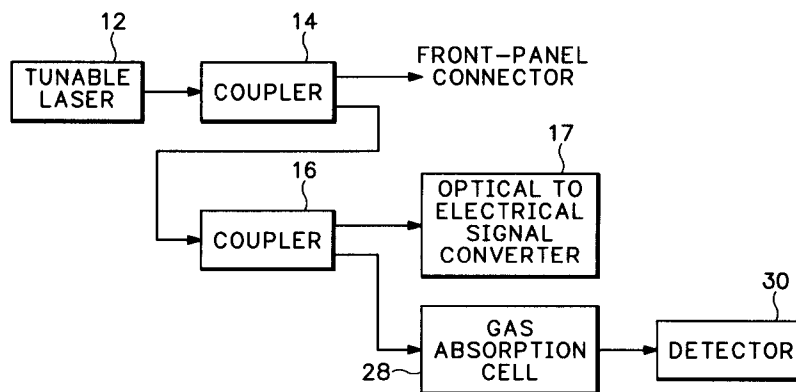 12
14
TUNABLE
LASER
COUPLER
FRONT-PANEL
CONNECTOR
16
17
COUPLER
OPTICAL TO
ELECTRICAL
SIGNAL
CONVERTER
30
GAS
ABSORPTION
CELL
28
DETECTOR